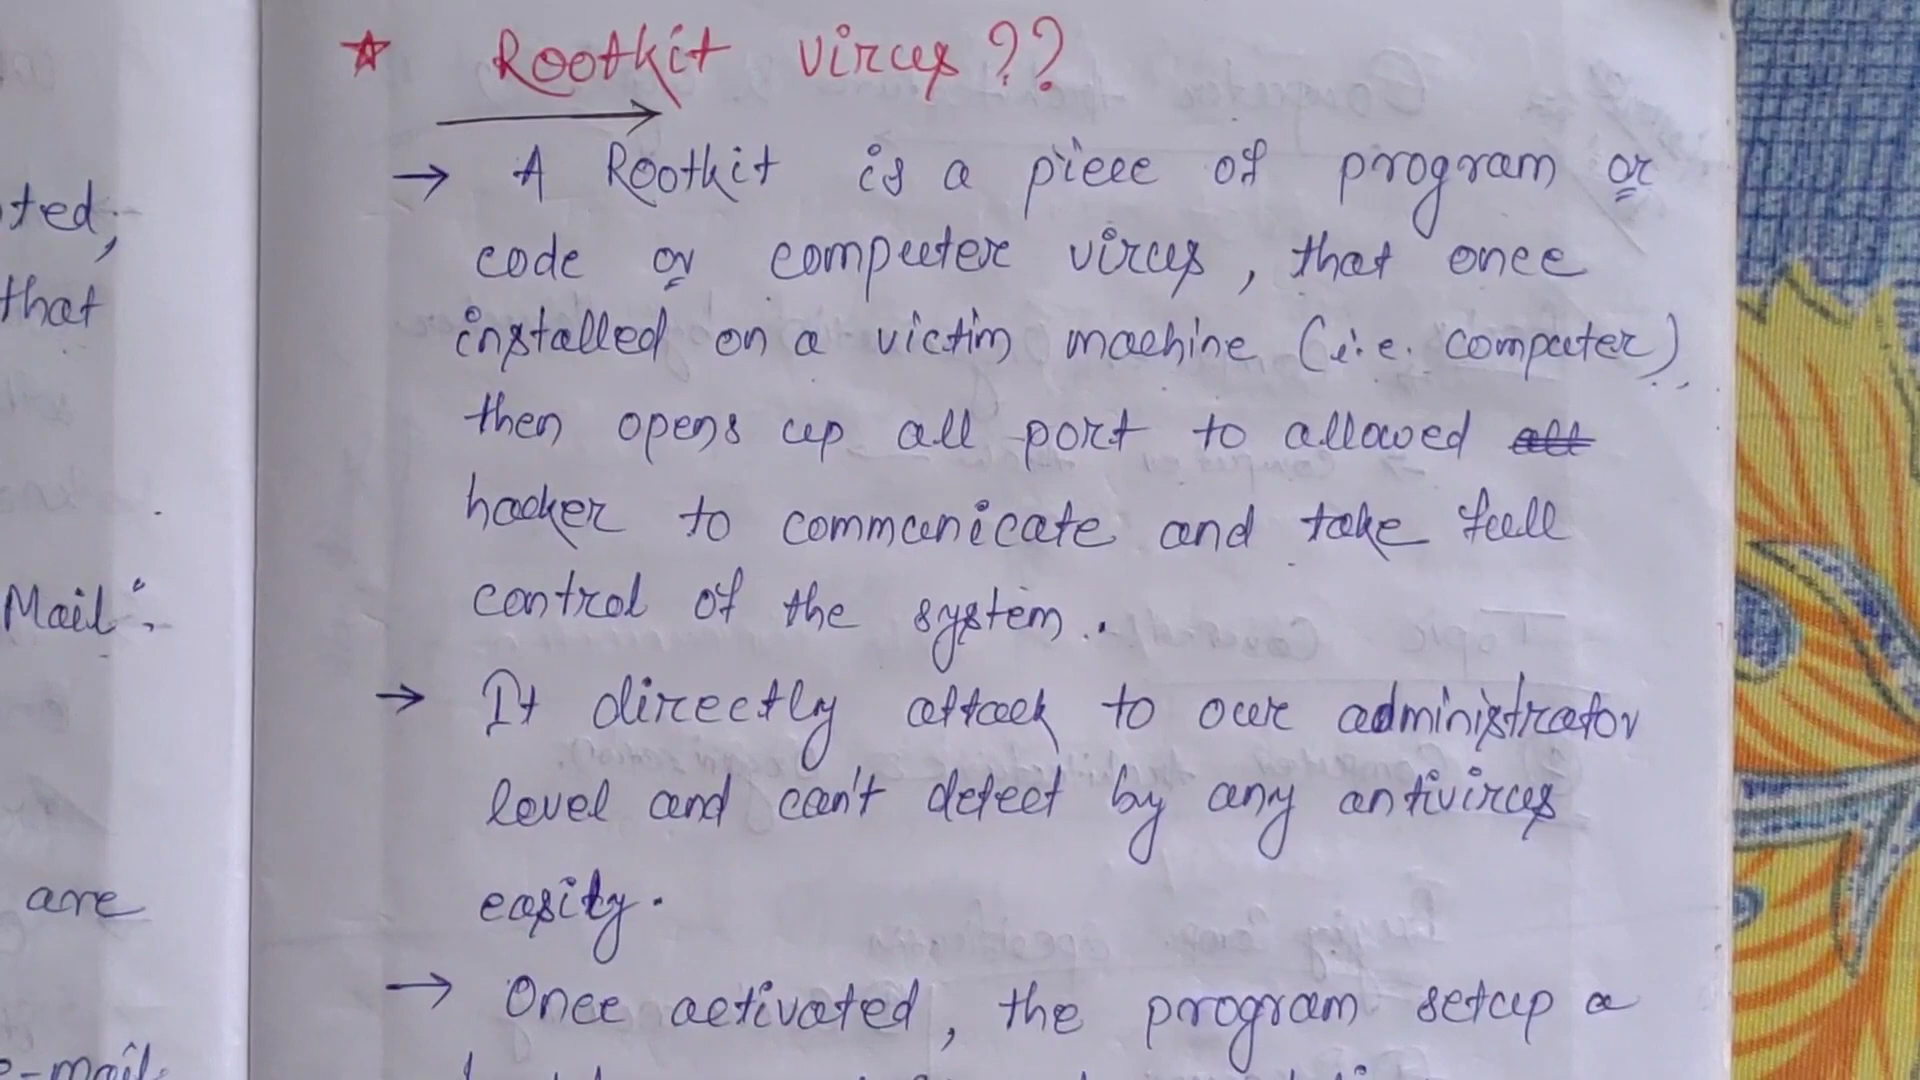 ted,
that
Mail:
are
e-mail.
☆ Rootkit virus??
→ A Rootkit is a piece of program or
code or computer virus, that once
installed on a victim machine (i.e. computer)
then opens up all port to allowed all
hacker to communicate and take full
control of the system.
→ It directly attack to our administrator
level and can't detect by any antivirus
easity.
→ Once activated, the program setup a